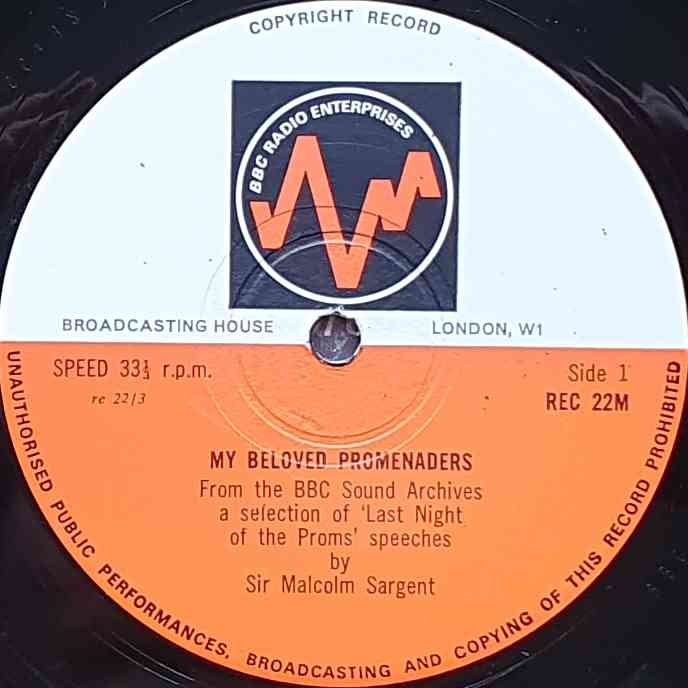 COPYRIGHT RECORD
BBC RADIO ENTERPRISES
BROADCASTING HOUSE
LONDON, W1
SPEED 33⅓ r.p.m.
Side 1
re 22/3
REC 22M
MY BELOVED PROMENADERS
From the BBC Sound Archives
a selection of 'Last Night
of the Proms' speeches
by
Sir Malcolm Sargent
UNAUTHORISED PUBLIC PERFORMANCES, BROADCASTING AND COPYING OF THIS RECORD PROHIBITED